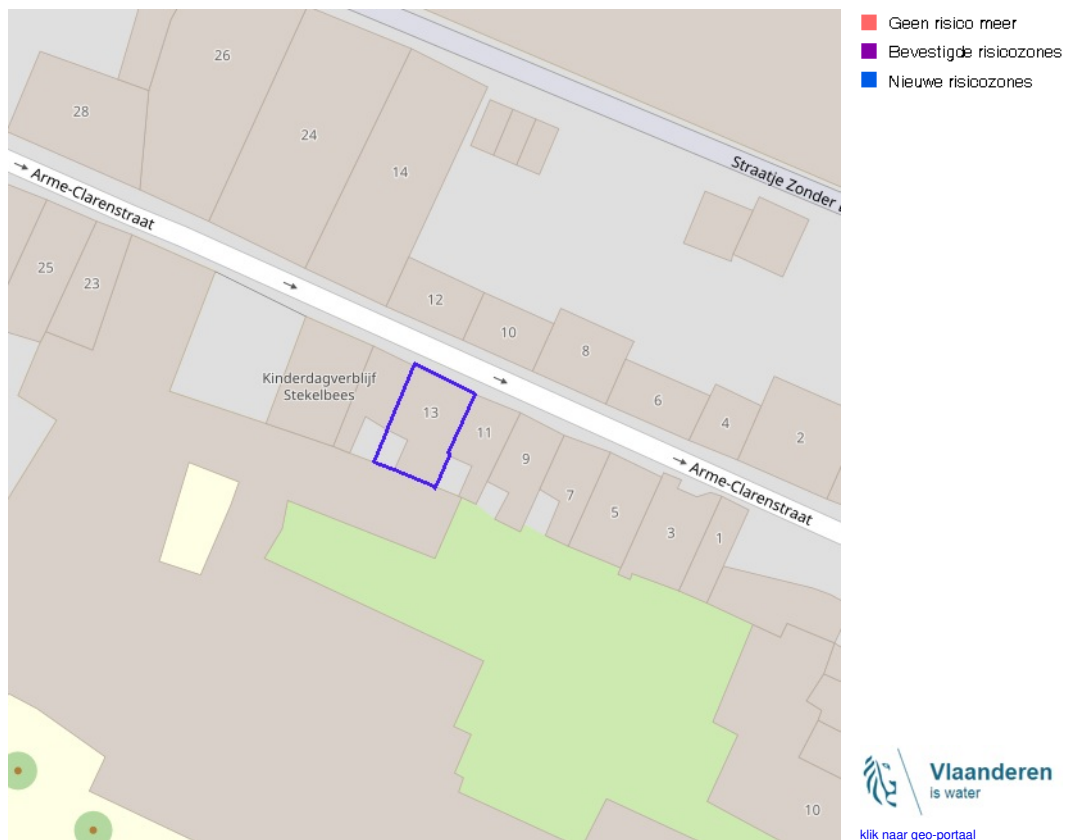 Geen risico meer
Bevestigde risicozones
Nieuwe risicozones
26
28
24
14
Straatje Zonder
Arme-Clarenstraat
25
23
12
10
8
6
4
2
Kinderdagverblijf
Stekelbees
13
11
9
7
5
3
1
Arme-Clarenstraat
10
Vlaanderen
is water
klik naar geo-portaal